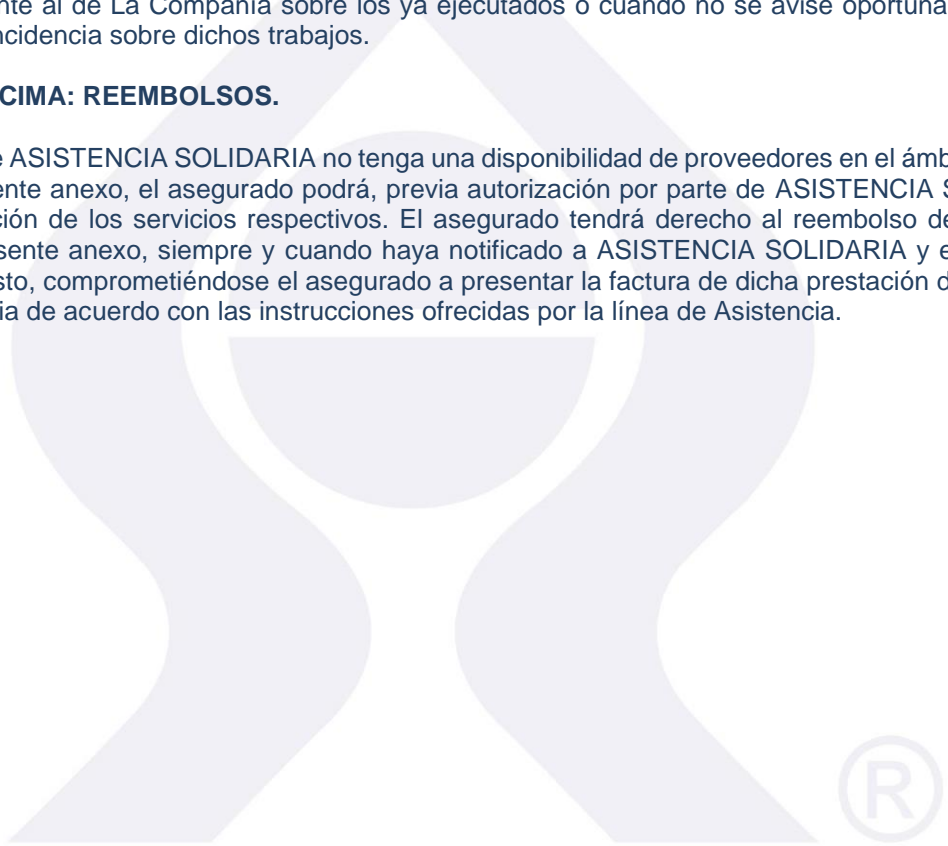 nte al de La Compañía sobre los ya ejecutados o cuando no se avise oportuna
ncidencia sobre dichos trabajos.
CIMA: REEMBOLSOS.
e ASISTENCIA SOLIDARIA no tenga una disponibilidad de proveedores en el ámb
ente anexo, el asegurado podrá, previa autorización por parte de ASISTENCIA S
ción de los servicios respectivos. El asegurado tendrá derecho al reembolso de
sente anexo, siempre y cuando haya notificado a ASISTENCIA SOLIDARIA y e
sto, comprometiéndose el asegurado a presentar la factura de dicha prestación d
ia de acuerdo con las instrucciones ofrecidas por la línea de Asistencia.
®